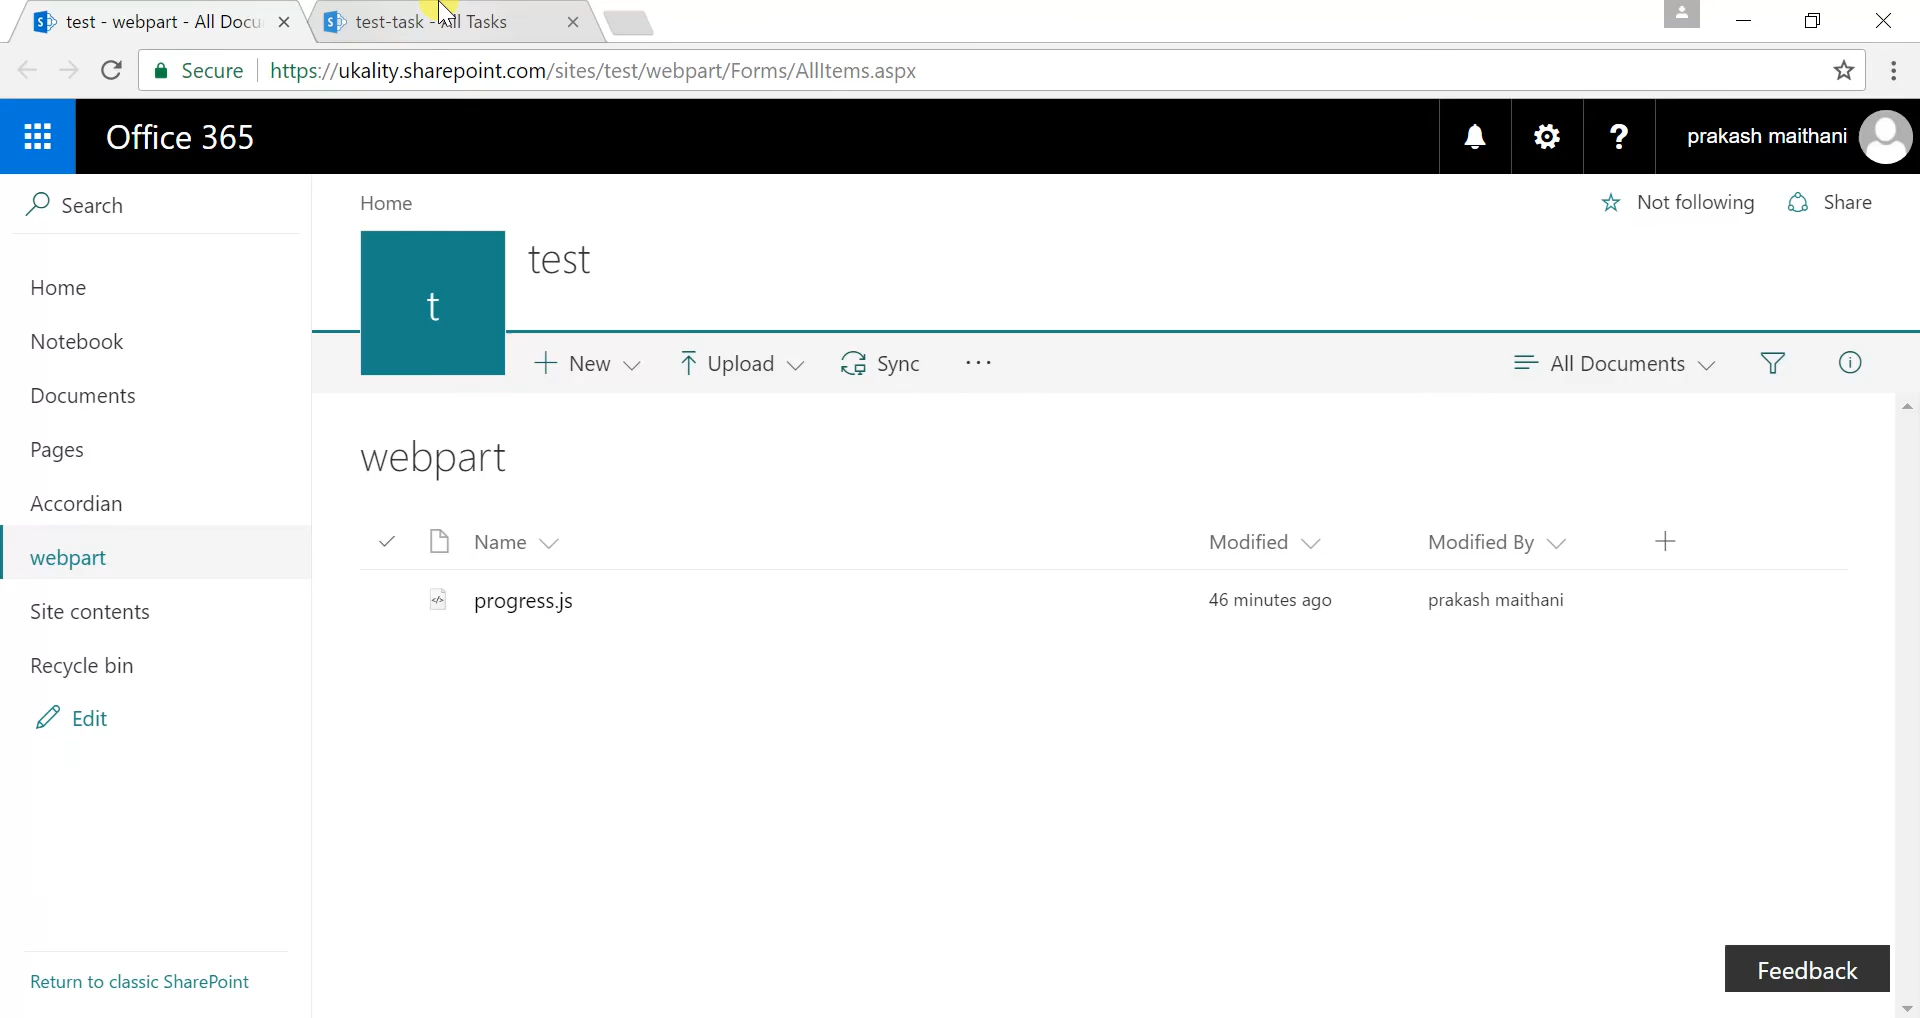 test - webpart - All Docu
test-task - All Tasks
Secure
https://ukality.sharepoint.com/sites/test/webpart/Forms/AllItems.aspx
Office 365
?
prakash maithani
Search
Home
Notebook
Documents
Pages
Accordian
webpart
Site contents
Recycle bin
Edit
Return to classic SharePoint
Home
Not following
Share
t
test
New
Upload
Sync
...
All Documents
webpart
Name
Modified
Modified By
progress.js
46 minutes ago
prakash maithani
Feedback